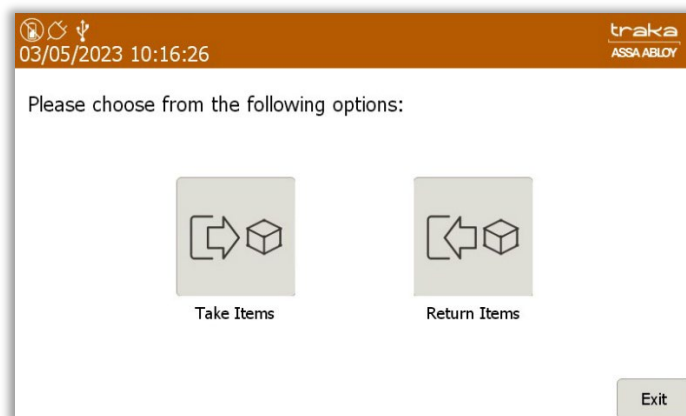 03/05/2023 10:16:26
traka
ASSA ABLOY
Please choose from the following options:
Take Items
Return Items
Exit